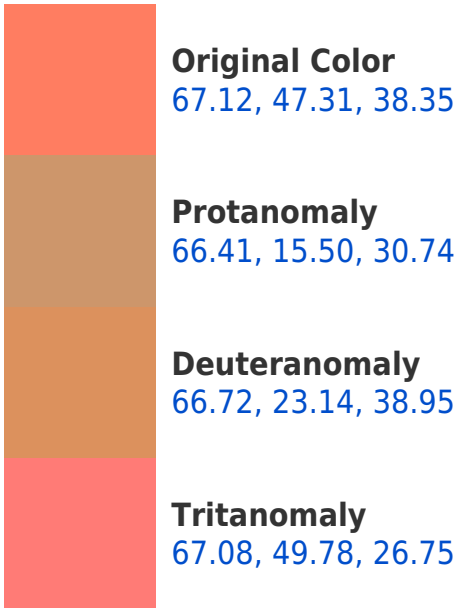 Original Color
67.12, 47.31, 38.35
Protanomaly
66.41, 15.50, 30.74
Deuteranomaly
66.72, 23.14, 38.95
Tritanomaly
67.08, 49.78, 26.75